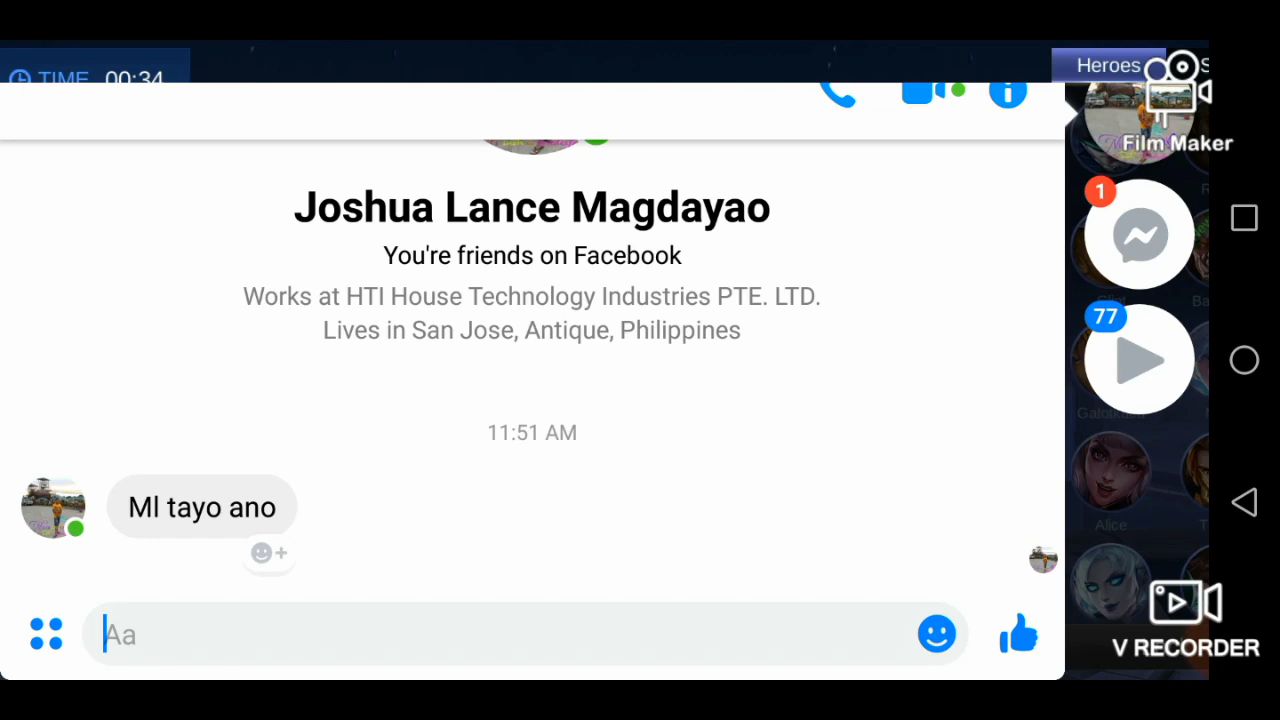 TIME 00:34
Heroes
Film Maker
Joshua Lance Magdayao
You're friends on Facebook
1
Works at HTI House Technology Industries PTE. LTD.
Lives in San Jose, Antique, Philippines
77
11:51 AM
Ml tayo ano
Alice
Aa
V RECORDER